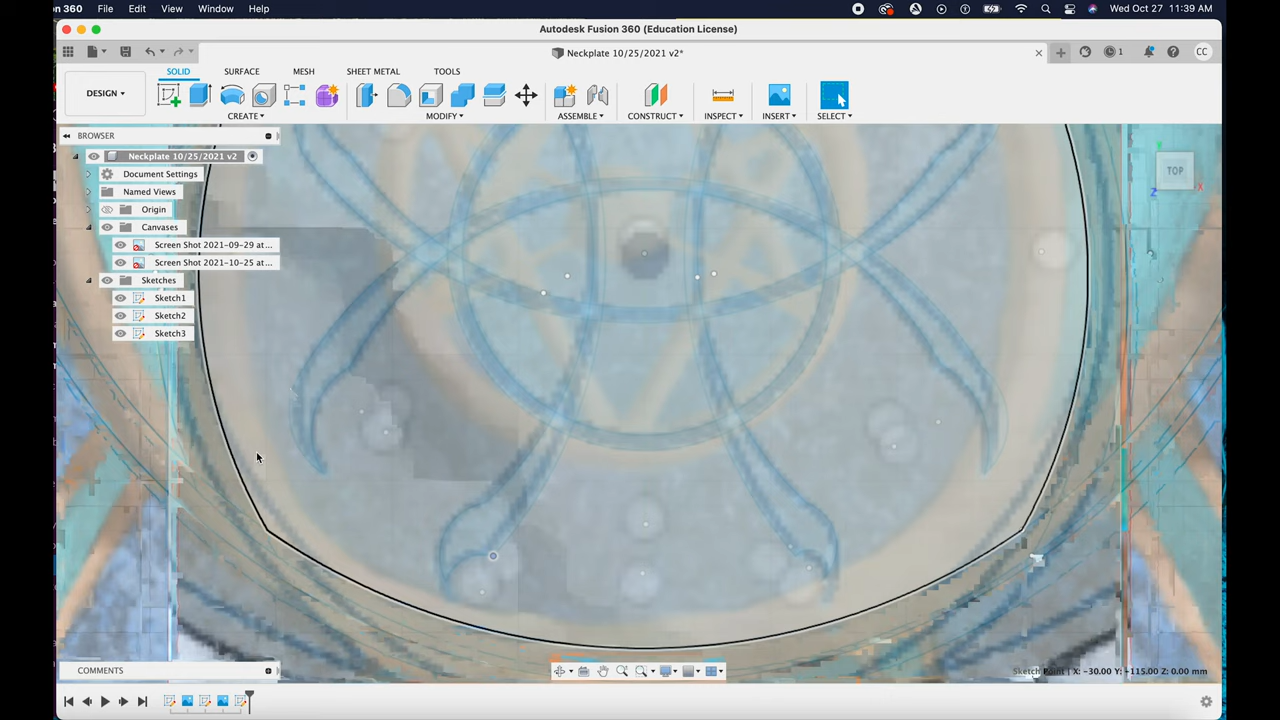 on 360 File Edit View Window Help Wed Oct 27 11:39 AM
Autodesk Fusion 360 (Education License)
Neckplate 10/25/2021 v2* 1 CC
SOLID SURFACE MESH SHEET METAL TOOLS
DESIGN
CREATE MODIFY ASSEMBLE CONSTRUCT INSPECT INSERT SELECT
BROWSER
Neckplate 10/25/2021 v2
Document Settings
Named Views
Origin
Canvases
Screen Shot 2021-09-29 at...
Screen Shot 2021-10-25 at...
Sketches
Sketch1
Sketch2
Sketch3
TOP
X
Y
Z
COMMENTS
Sketch Point | X: -30.00 Y: -115.00 Z: 0.00 mm